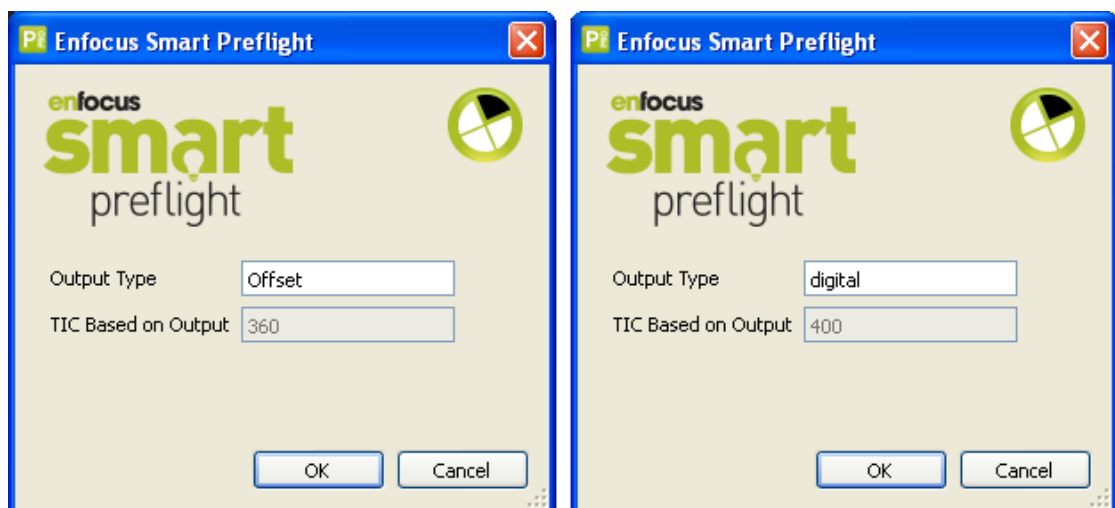 Enfocus Smart Preflight
enfocus
smart
preflight
Output Type Offset
TIC Based on Output 360
OK Cancel
Enfocus Smart Preflight
enfocus
smart
preflight
Output Type digital
TIC Based on Output 400
OK Cancel